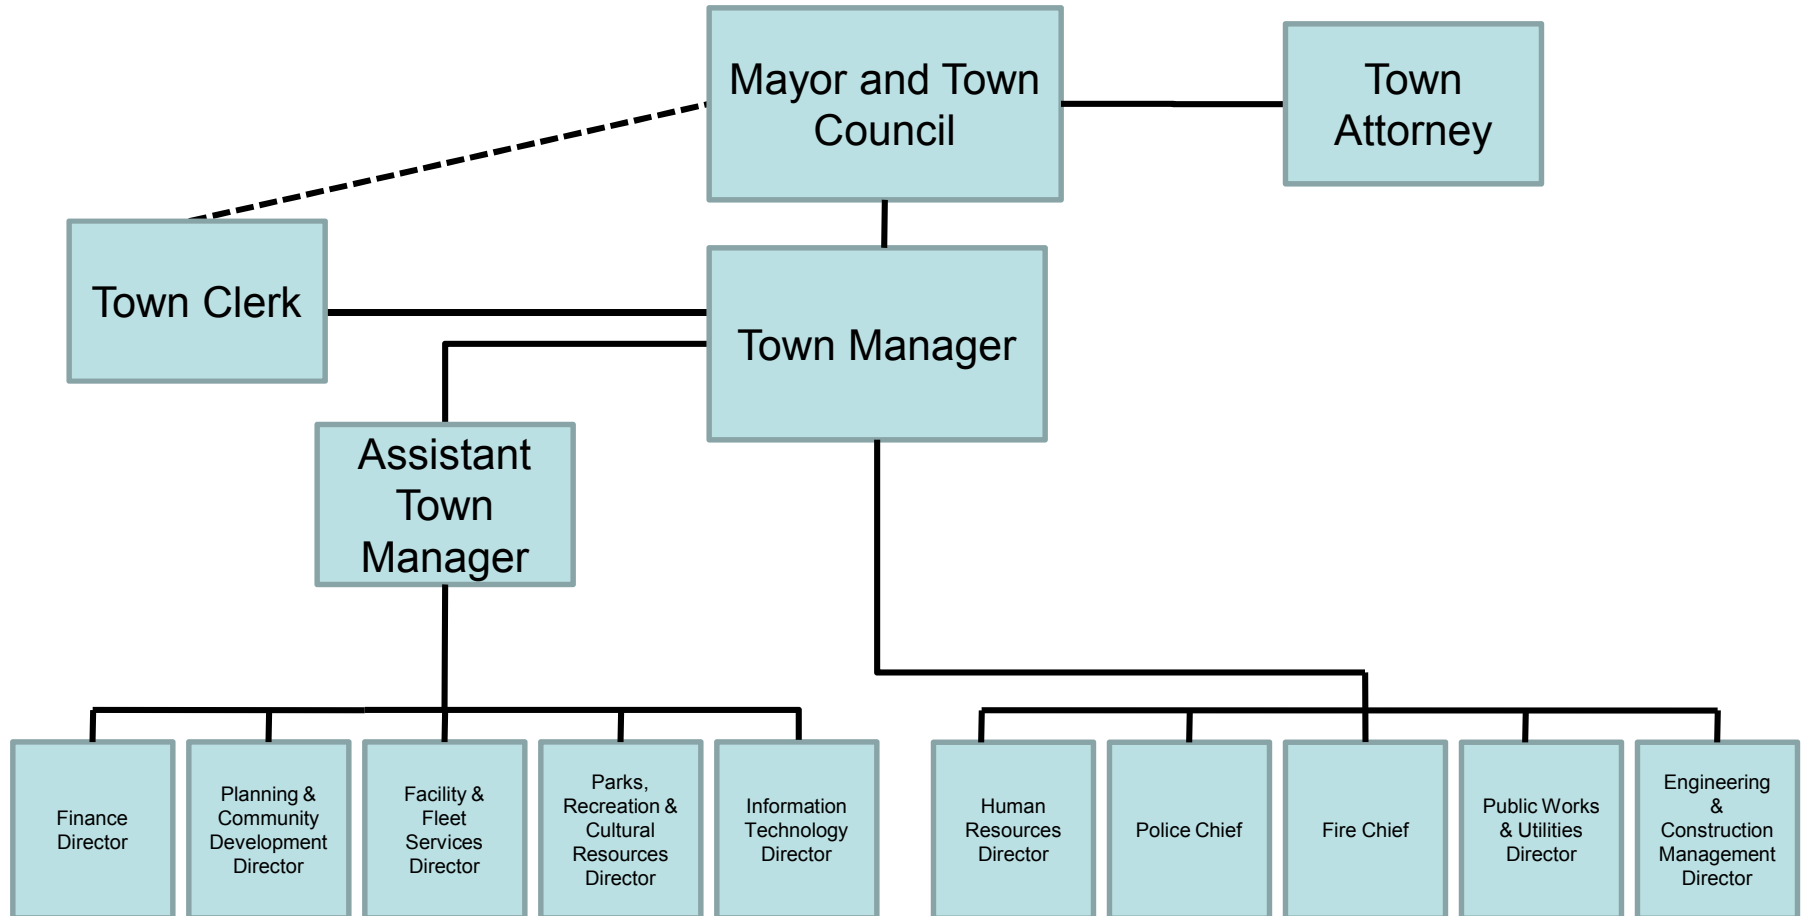 Mayor and Town
Council
Town
Attorney
Town Clerk
Town Manager
Assistant
Town
Manager
Finance
Director
Planning &
Community
Development
Director
Facility &
Fleet
Services
Director
Parks,
Recreation &
Cultural
Resources
Director
Information
Technology
Director
Human
Resources
Director
Police Chief
Fire Chief
Public Works
& Utilities
Director
Engineering
&
Construction
Management
Director